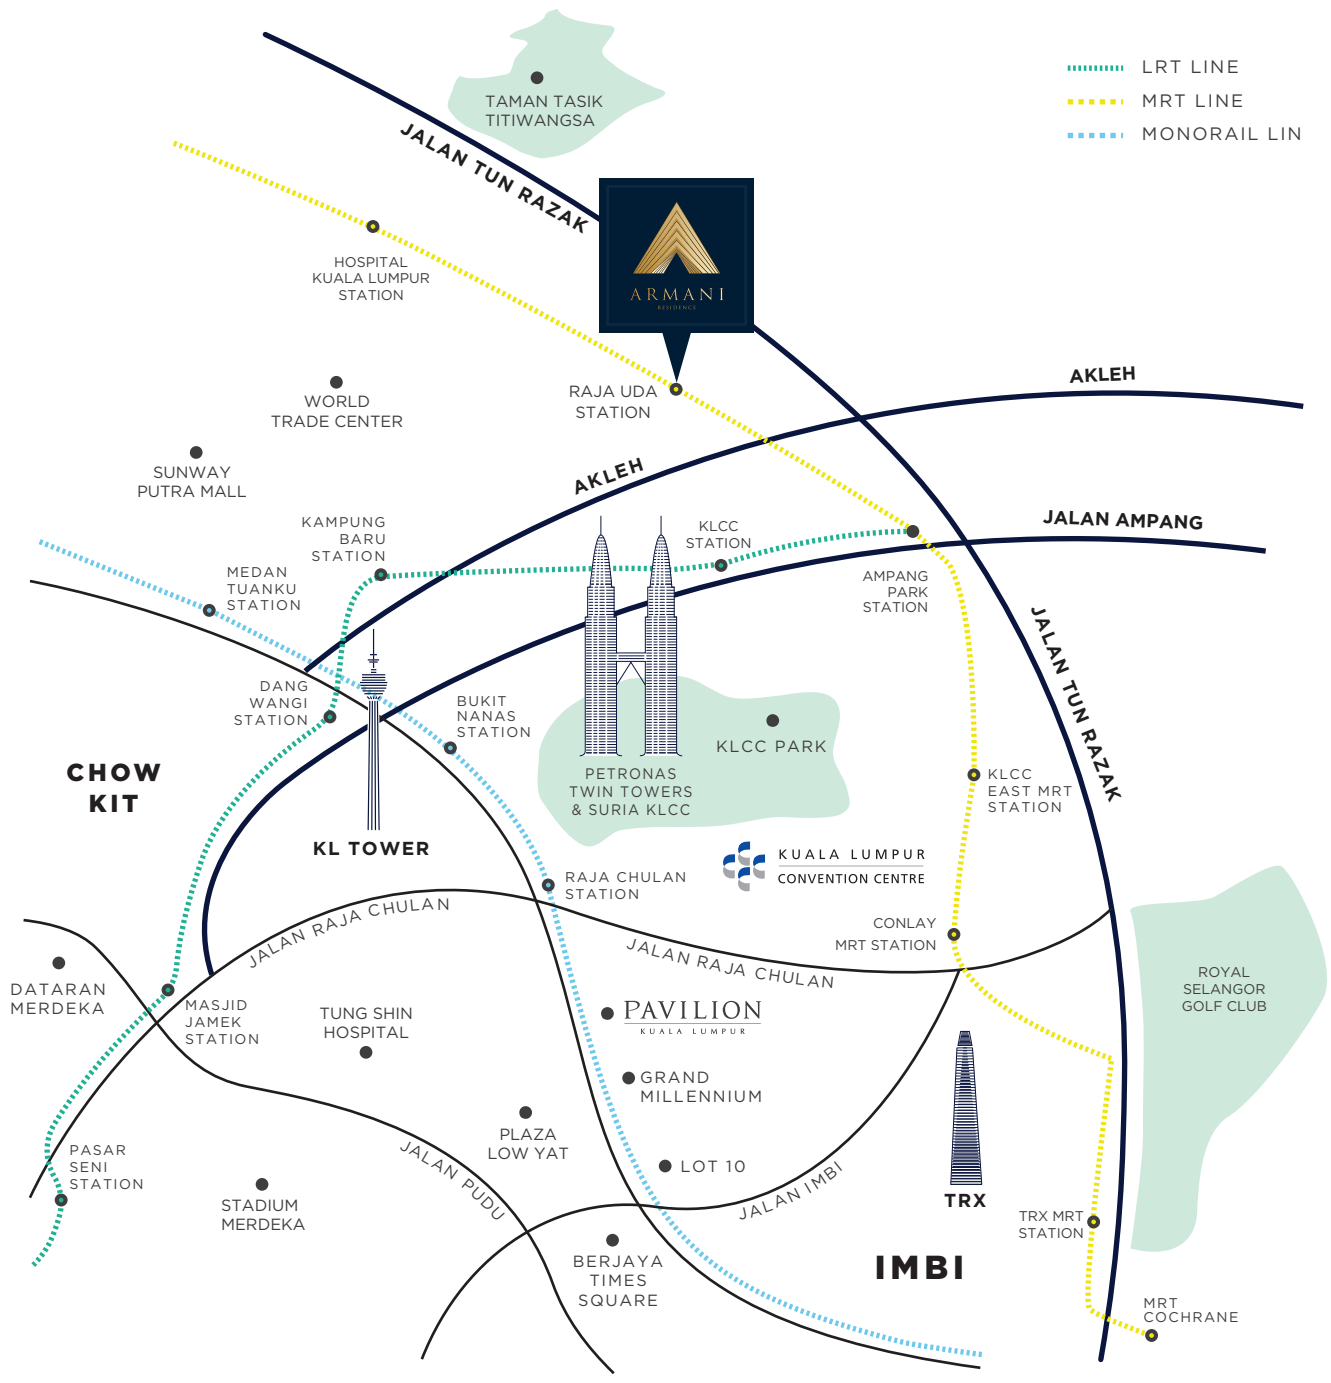 LRT LINE
MRT LINE
MONORAIL LIN
TAMAN TASIK
TITIWANGSA
JALAN TUN RAZAK
ARMANI
RESIDENCE
HOSPITAL
KUALA LUMPUR
STATION
RAJA UDA
STATION
AKLEH
WORLD
TRADE CENTER
SUNWAY
PUTRA MALL
AKLEH
KAMPUNG
BARU
STATION
KLCC
STATION
JALAN AMPANG
MEDAN
TUANKU
STATION
AMPANG
PARK
STATION
JALAN TUN RAZAK
DANG
WANGI
STATION
BUKIT
NANAS
STATION
KLCC PARK
CHOW
KIT
PETRONAS
TWIN TOWERS
& SURIA KLCC
KLCC
EAST MRT
STATION
KL TOWER
KUALA LUMPUR
CONVENTION CENTRE
RAJA CHULAN
STATION
JALAN RAJA CHULAN
JALAN RAJA CHULAN
CONLAY
MRT STATION
ROYAL
SELANGOR
GOLF CLUB
DATARAN
MERDEKA
MASJID
JAMEK
STATION
TUNG SHIN
HOSPITAL
PAVILION
KUALA LUMPUR
GRAND
MILLENNIUM
PLAZA
LOW YAT
LOT 10
JALAN PUDU
JALAN IMBI
PASAR
SENI
STATION
STADIUM
MERDEKA
TRX
TRX MRT
STATION
BERJAYA
TIMES
SQUARE
IMBI
MRT
COCHRANE